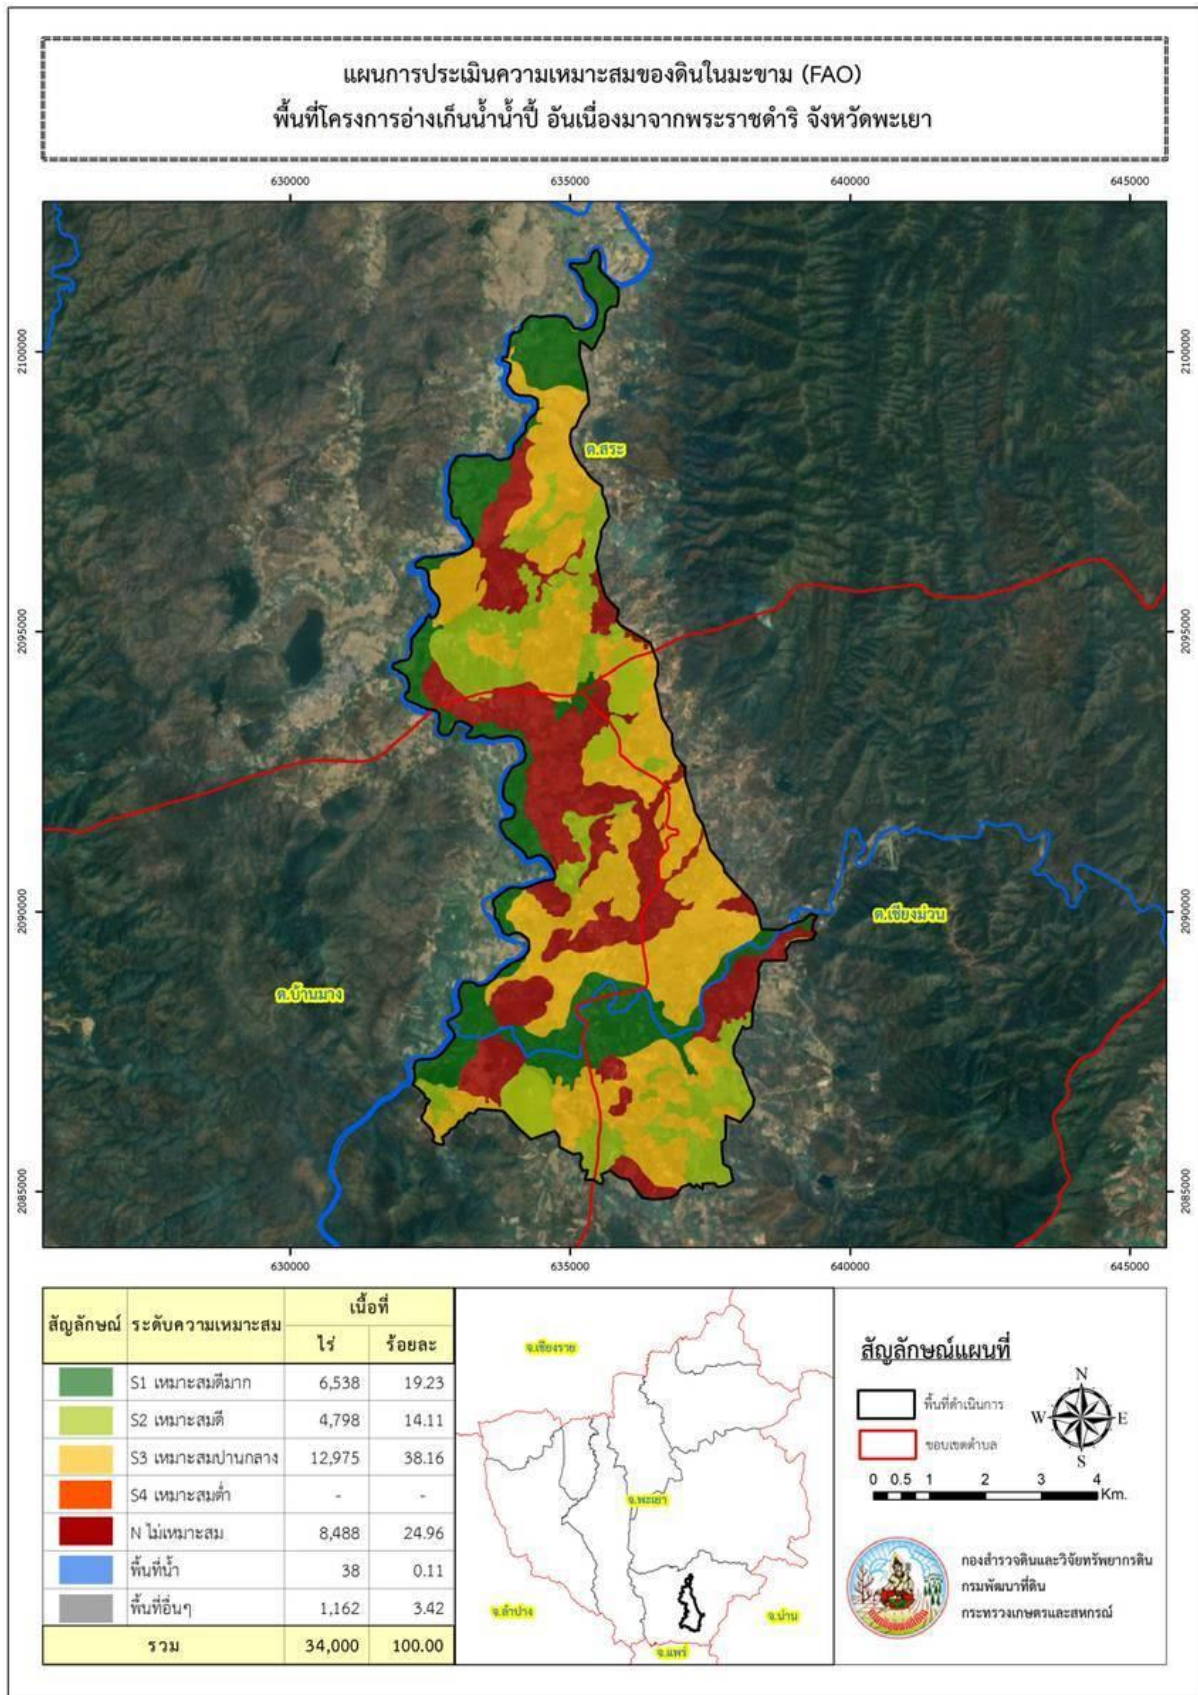 แผนการประเมินความเหมาะสมของดินในมะขาม (FAO)
พื้นที่โครงการอ่างเก็บน้ำน้ำปี้ อันเนื่องมาจากพระราชดำริ จังหวัดพะเยา
630000 635000 640000 645000
2100000 2100000
ต.สระ
2095000 2095000
2090000 2090000
ต.เชียงม่วน
ต.บ้านมาง
2085000 2085000
630000 635000 640000 645000
สัญลักษณ์ ระดับความเหมาะสม เนื้อที่
ไร่ ร้อยละ
S1 เหมาะสมดีมาก 6,538 19.23
S2 เหมาะสมดี 4,798 14.11
S3 เหมาะสมปานกลาง 12,975 38.16
S4 เหมาะสมต่ำ - -
N ไม่เหมาะสม 8,488 24.96
พื้นที่น้ำ 38 0.11
พื้นที่อื่นๆ 1,162 3.42
รวม 34,000 100.00
จ.เชียงราย
จ.พะเยา
จ.ลำปาง
จ.น่าน
จ.แพร่
สัญลักษณ์แผนที่
พื้นที่ดำเนินการ
ขอบเขตตำบล
N
W E
S
0 0.5 1 2 3 4
Km.
กองสำรวจดินและวิจัยทรัพยากรดิน
กรมพัฒนาที่ดิน
กระทรวงเกษตรและสหกรณ์